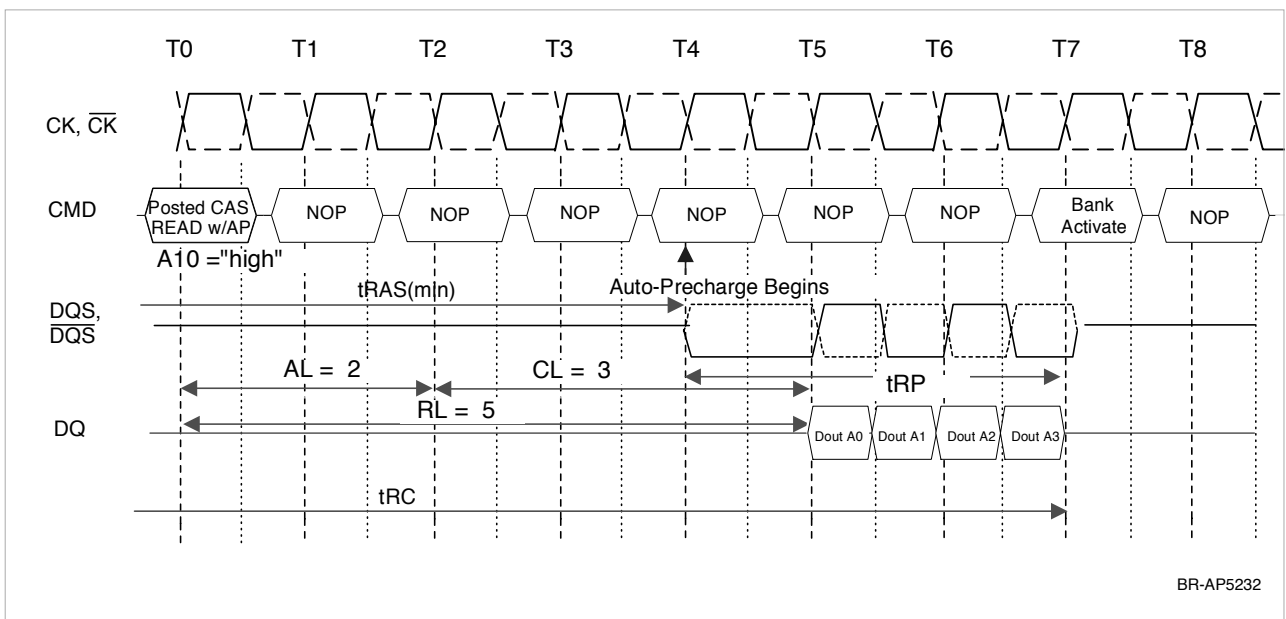 T0 T1 T2 T3 T4 T5 T6 T7 T8
CK, CK
CMD
Posted CAS
READ w/AP
NOP NOP NOP NOP NOP NOP
Bank
Activate
NOP
A10 ="high"
Auto-Precharge Begins
tRAS(min)
DQS,
DQS
AL = 2
CL = 3
tRP
RL = 5
DQ
Dout A0 Dout A1 Dout A2 Dout A3
tRC
BR-AP5232